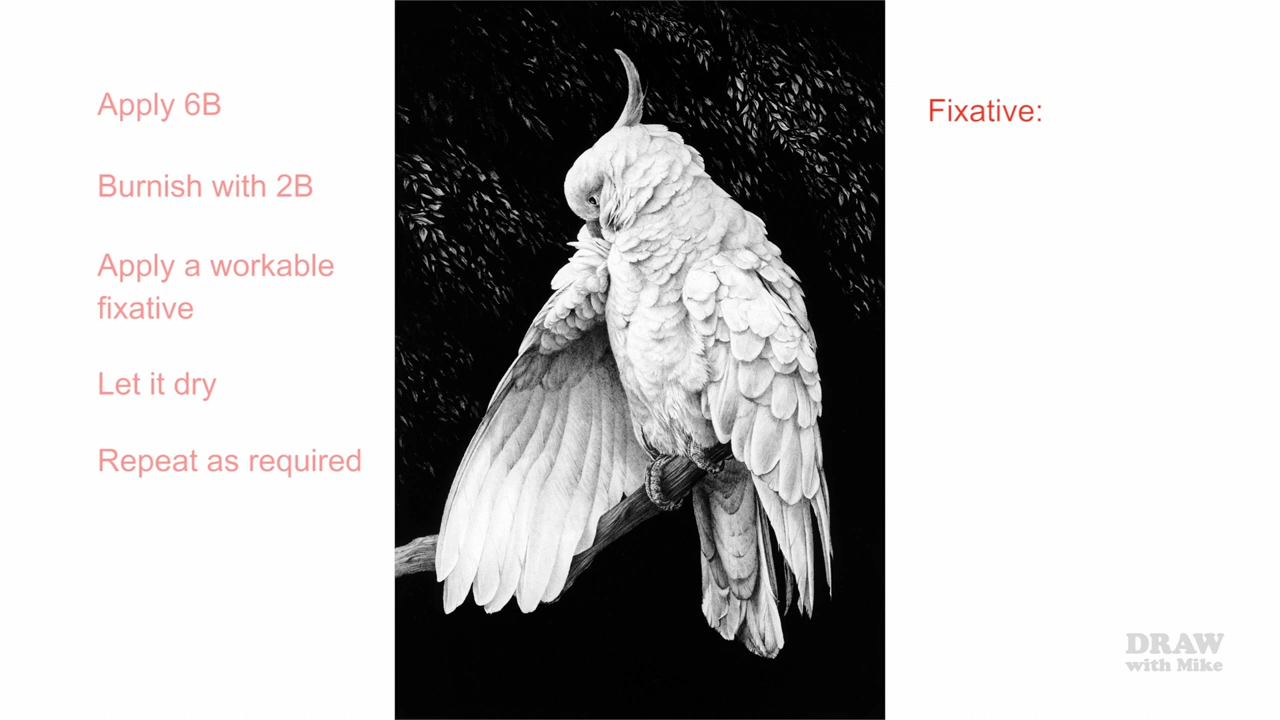 Apply 6B
Burnish with 2B
Apply a workable
fixative
Let it dry
Repeat as required
Fixative:
DRAW
with Mike